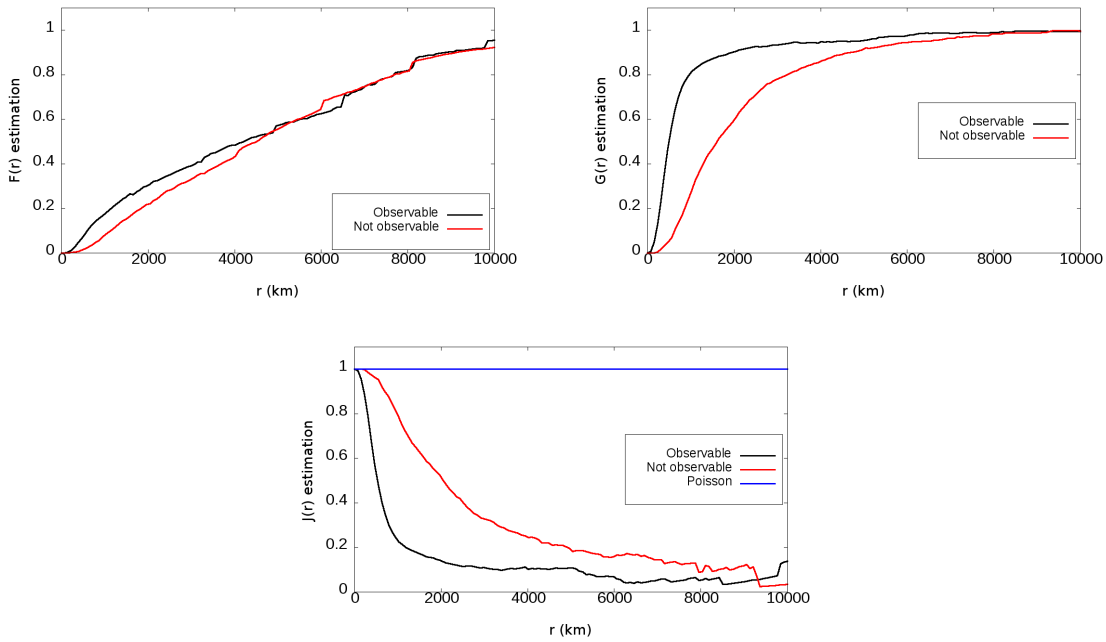 1
0.8
0.6
0.4
0.2
0
F(r) estimation
Observable
Not observable
0 2000 4000 6000 8000 10000
r (km)
1
0.8
0.6
0.4
0.2
0
G(r) estimation
Observable
Not observable
0 2000 4000 6000 8000 10000
r (km)
1
0.8
0.6
0.4
0.2
0
J(r) estimation
Observable
Not observable
Poisson
0 2000 4000 6000 8000 10000
r (km)